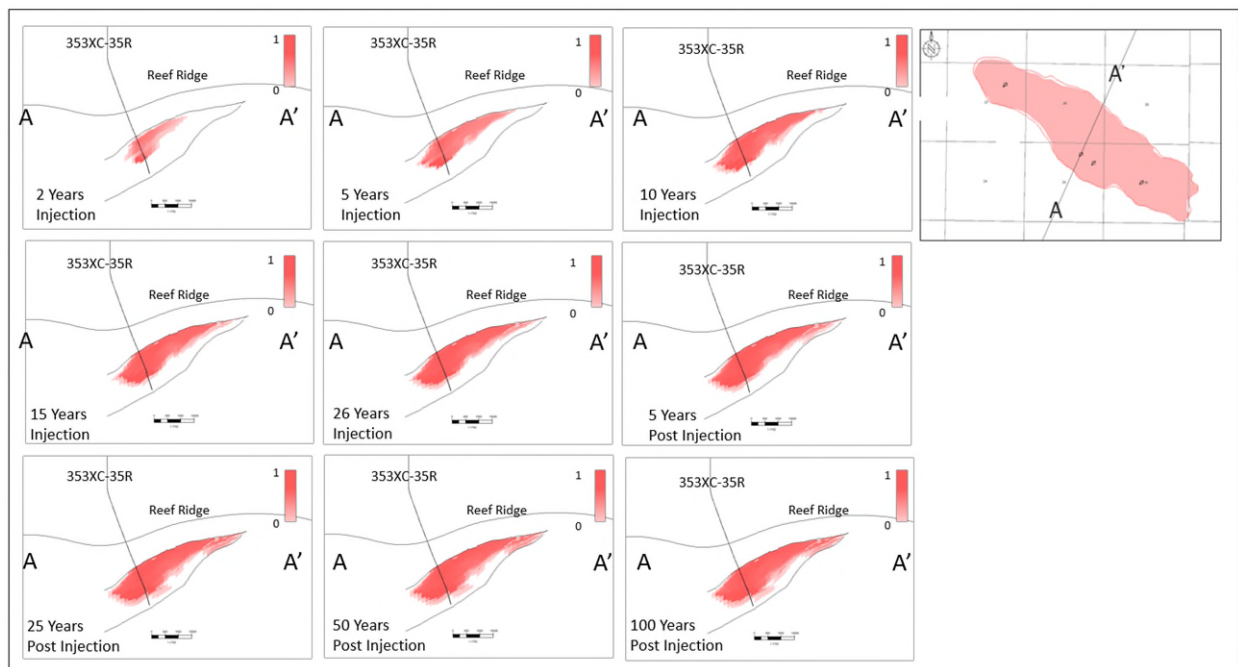 353XC-35R
1
Reef Ridge
0
A
A'
2 Years
Injection
353XC-35R
1
Reef Ridge
0
A
A'
5 Years
Injection
353XC-35R
1
Reef Ridge
0
A
A'
10 Years
Injection
N
A'
A
353XC-35R
1
Reef Ridge
0
A
A'
15 Years
Injection
353XC-35R
1
Reef Ridge
0
A
A'
26 Years
Injection
353XC-35R
1
Reef Ridge
0
A
A'
5 Years
Post Injection
353XC-35R
1
Reef Ridge
0
A
A'
25 Years
Post Injection
353XC-35R
1
Reef Ridge
0
A
A'
50 Years
Post Injection
353XC-35R
1
Reef Ridge
0
A
A'
100 Years
Post Injection